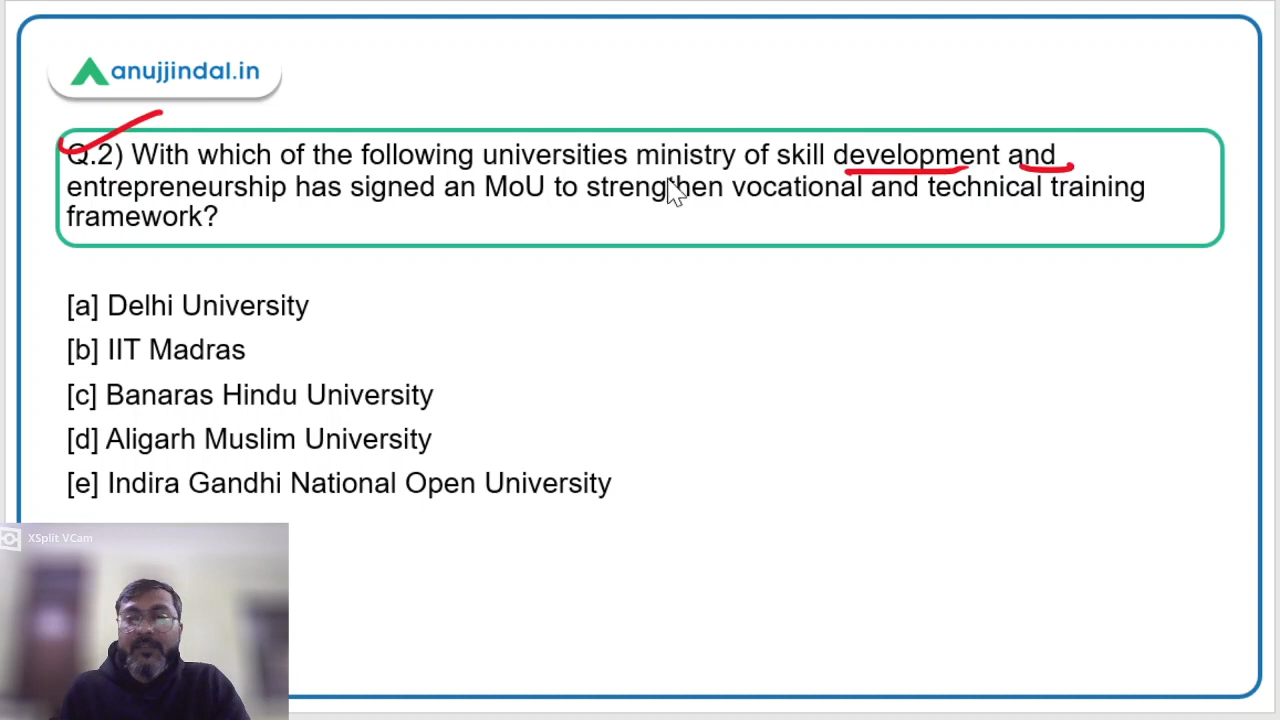 anujjindal.in
Q.2) With which of the following universities ministry of skill development and
entrepreneurship has signed an MoU to strengthen vocational and technical training
framework?
[a] Delhi University
[b] IIT Madras
[c] Banaras Hindu University
[d] Aligarh Muslim University
[e] Indira Gandhi National Open University
XSplit VCam